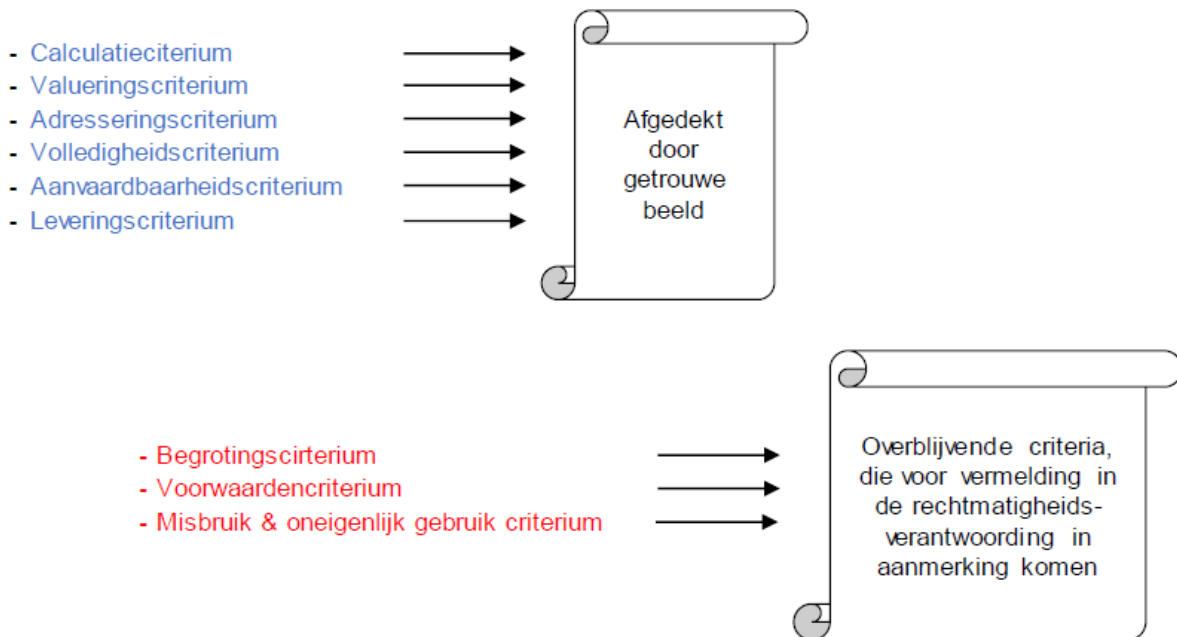 - Calculatieciterium
- Valueringscriterium
- Adresseringscriterium
- Volledigheidscriterium
- Aanvaardbaarheidscriterium
- Leveringscriterium
Afgedekt
door
getrouwe
beeld
- Begrotingscirterium
- Voorwaardencriterium
- Misbruik & oneigenlijk gebruik criterium
Overblijvende criteria,
die voor vermelding in
de rechtmatigheids-
verantwoording in
aanmerking komen